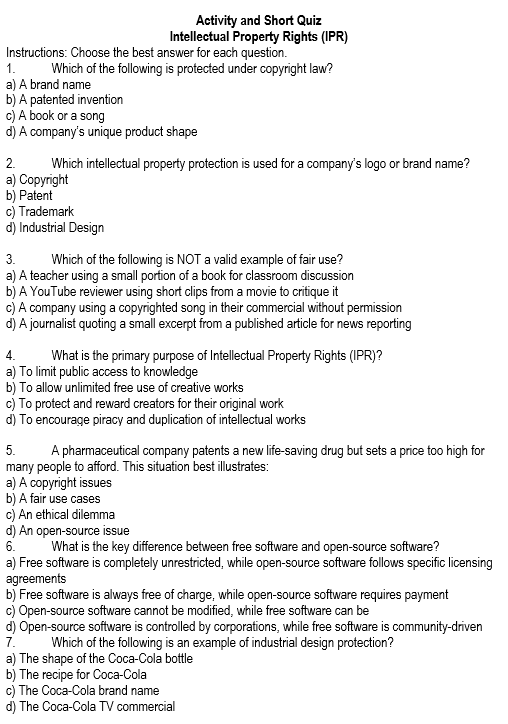 Activity and Short Quiz
Intellectual Property Rights (IPR)
Instructions: Choose the best answer for each question.
1. Which of the following is protected under copyright law?
a) A brand name
b) A patented invention
c) A book or a song
d) A company's unique product shape
2. Which intellectual property protection is used for a company's logo or brand name?
a) Copyright
b) Patent
c) Trademark
d) Industrial Design
3. Which of the following is NOT a valid example of fair use?
a) A teacher using a small portion of a book for classroom discussion
b) A YouTube reviewer using short clips from a movie to critique it
c) A company using a copyrighted song in their commercial without permission
d) A journalist quoting a small excerpt from a published article for news reporting
4. What is the primary purpose of Intellectual Property Rights (IPR)?
a) To limit public access to knowledge
b) To allow unlimited free use of creative works
c) To protect and reward creators for their original work
d) To encourage piracy and duplication of intellectual works
5. A pharmaceutical company patents a new life-saving drug but sets a price too high for
many people to afford. This situation best illustrates:
a) A copyright issues
b) A fair use cases
c) An ethical dilemma
d) An open-source issue
6. What is the key difference between free software and open-source software?
a) Free software is completely unrestricted, while open-source software follows specific licensing
agreements
b) Free software is always free of charge, while open-source software requires payment
c) Open-source software cannot be modified, while free software can be
d) Open-source software is controlled by corporations, while free software is community-driven
7. Which of the following is an example of industrial design protection?
a) The shape of the Coca-Cola bottle
b) The recipe for Coca-Cola
c) The Coca-Cola brand name
d) The Coca-Cola TV commercial